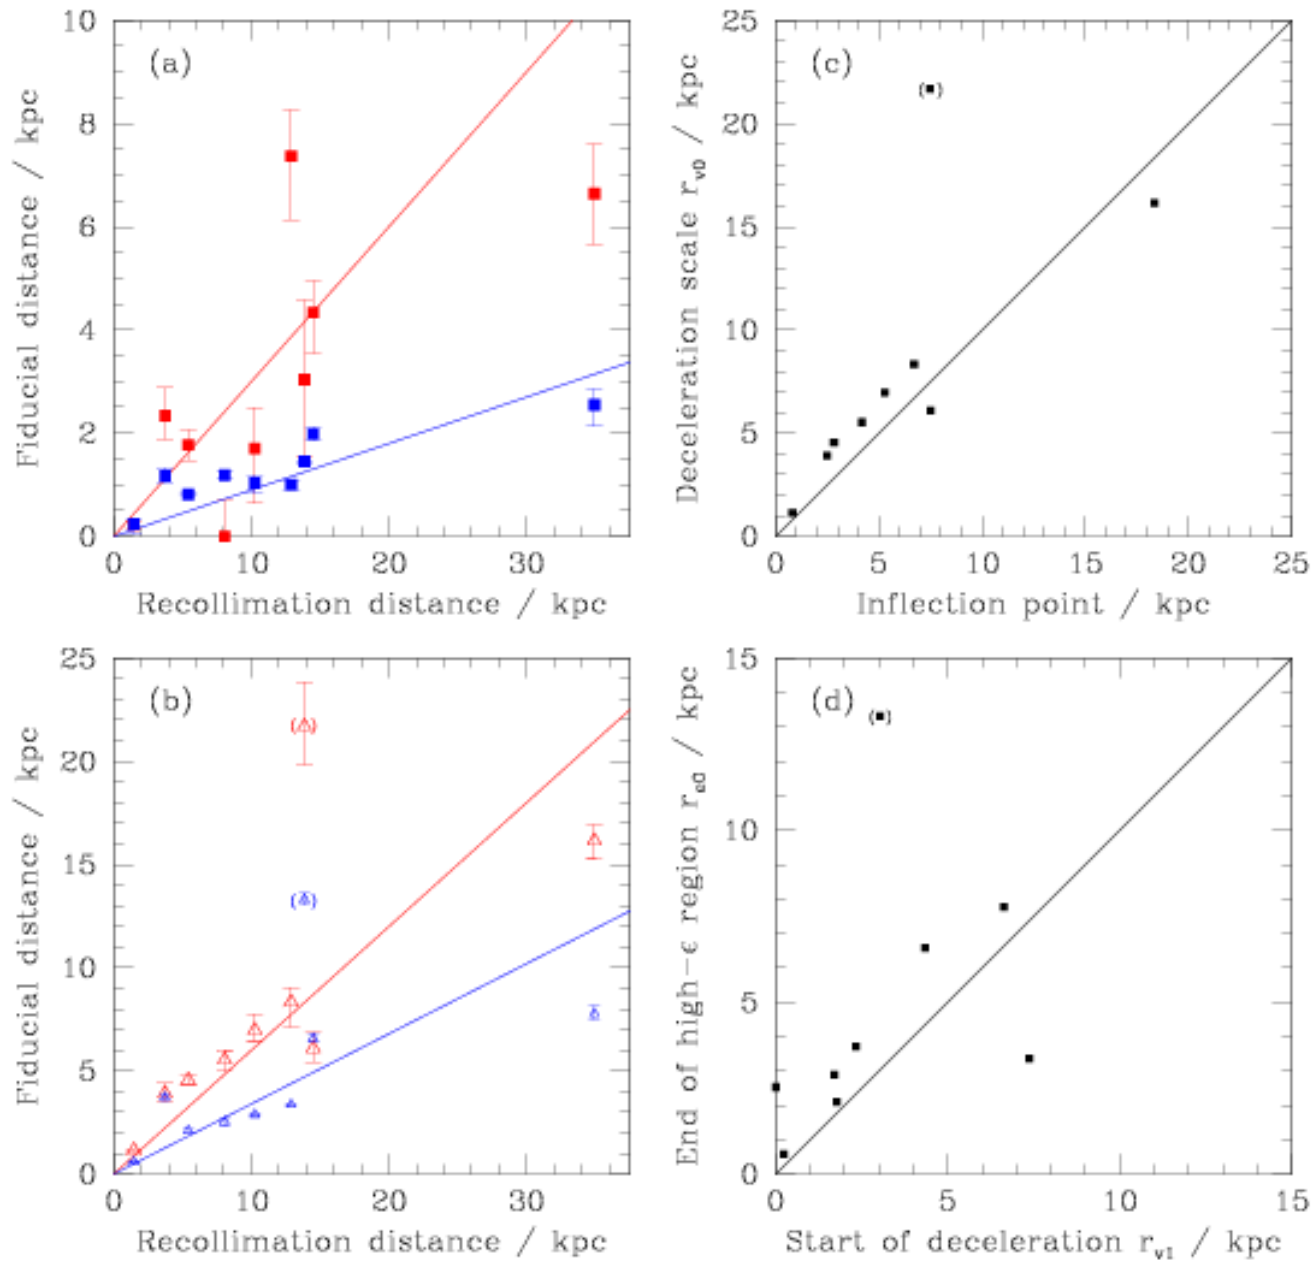 (a)
10
8
6
4
2
0
Fiducial distance / kpc
0 10 20 30
Recollimation distance / kpc
(c)
25
20
15
10
5
0
Deceleration scale r_v0 / kpc
0 5 10 15 20 25
Inflection point / kpc
(b)
25
20
15
10
5
0
Fiducial distance / kpc
0 10 20 30
Recollimation distance / kpc
(d)
15
10
5
0
End of high-ϵ region r_e0 / kpc
0 5 10 15
Start of deceleration r_v1 / kpc